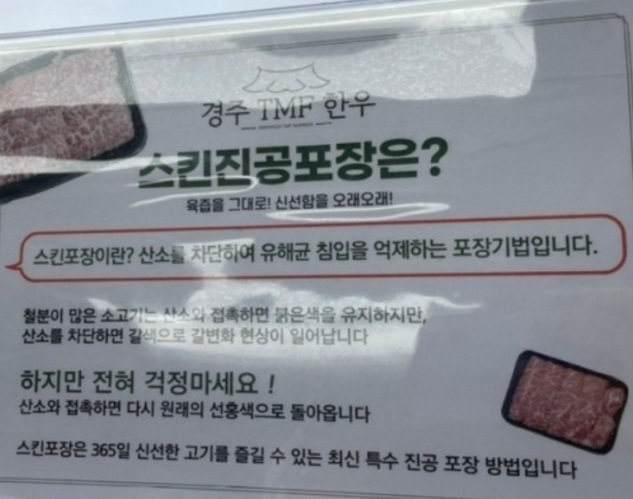 경주 TMF 한우
스킨진공포장은?
육즙을 그대로! 신선함을 오래오래!
스킨포장이란? 산소를 차단하여 유해균 침입을 억제하는 포장기법입니다.
철분이 많은 소고기는 산소와 접촉하면 붉은색을 유지하지만,
산소를 차단하면 갈색으로 갈변화 현상이 일어납니다
하지만 전혀 걱정마세요 !
산소와 접촉하면 다시 원래의 선홍색으로 돌아옵니다
스킨포장은 365일 신선한 고기를 즐길 수 있는 최신 특수 진공 포장 방법입니다